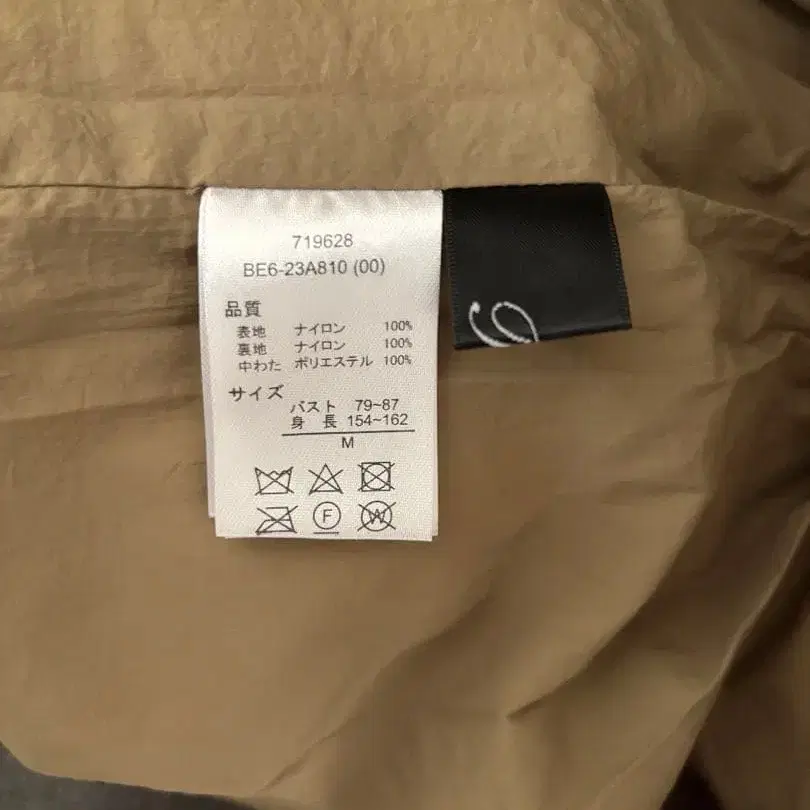 719628
BE6-23A810 (00)
品質
表地 ナイロン 100%
裏地 ナイロン 100%
中わた ポリエステル 100%
サイズ
バスト 79~87
身 長 154~162
M
F
W